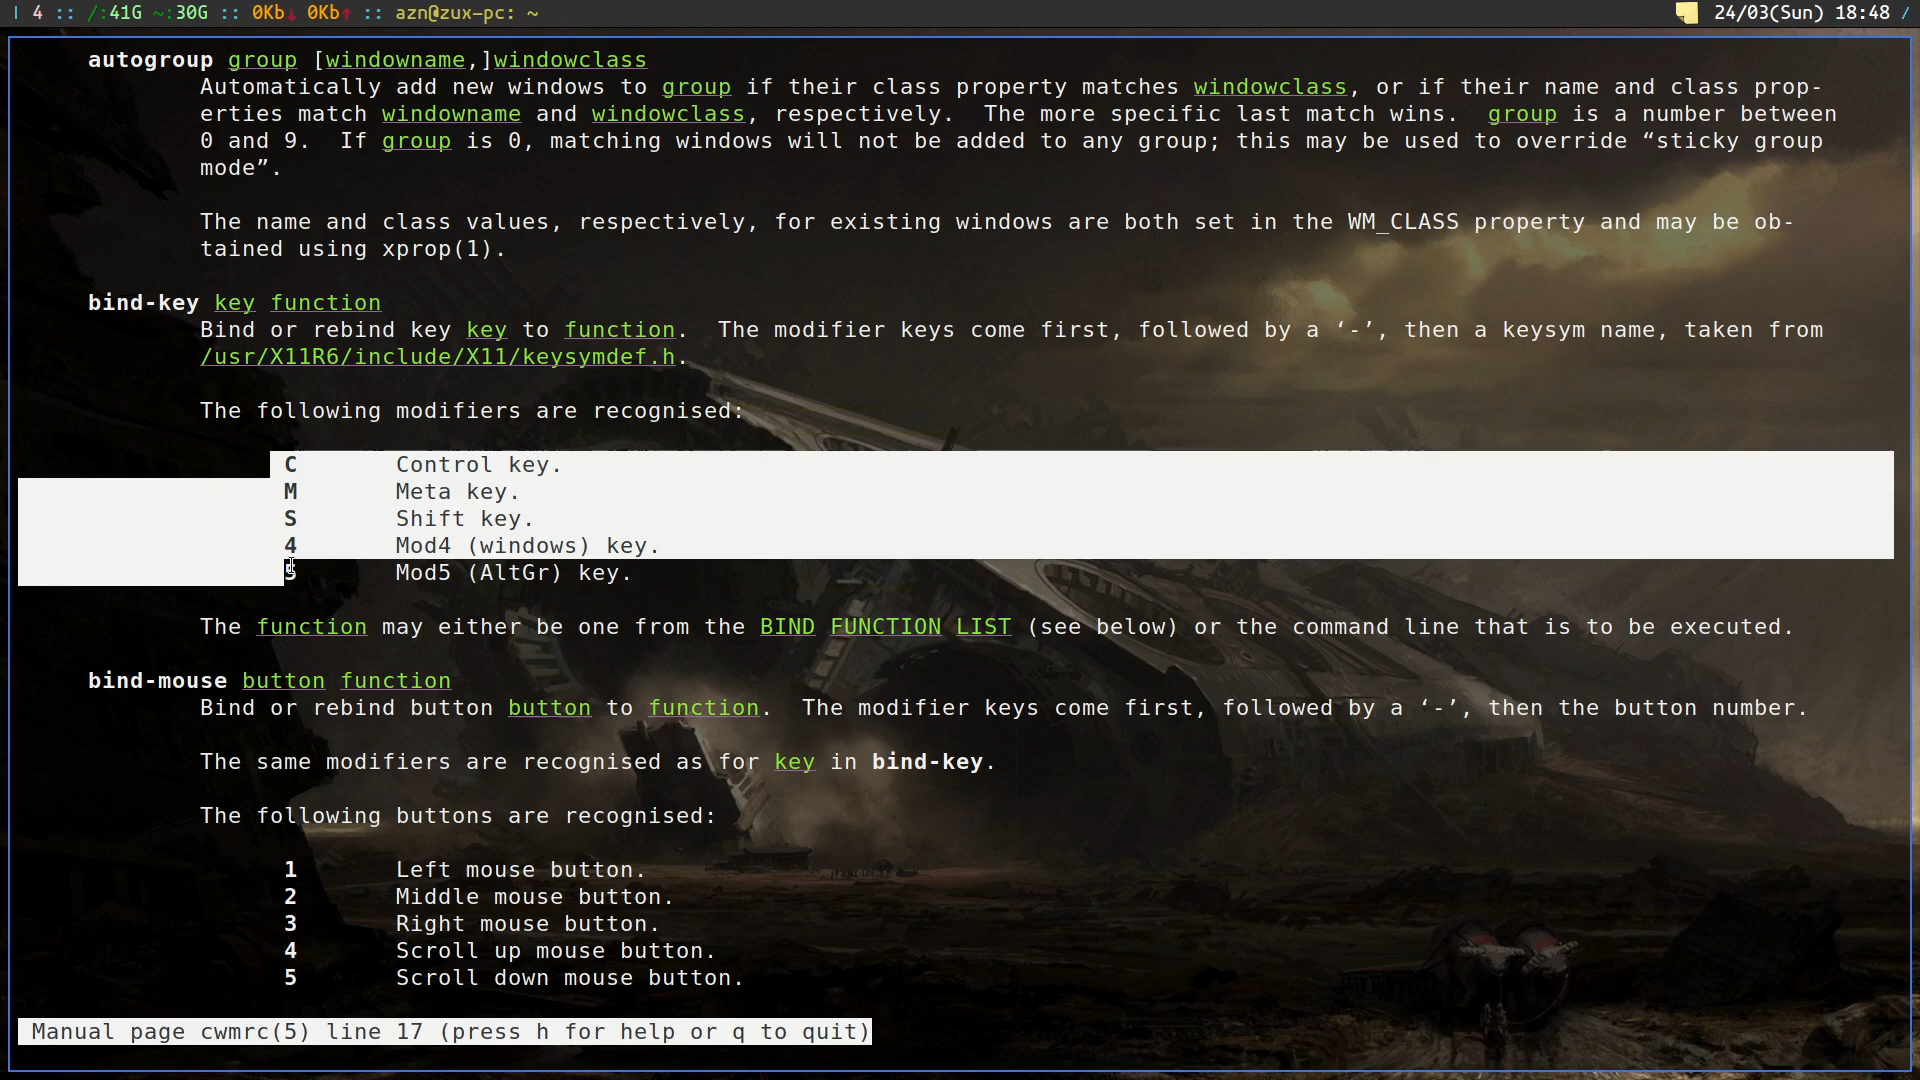 | 4 :: /:41G ~:30G :: 0Kb↓ 0Kb↑ :: azn@zux-pc: ~ 24/03(Sun) 18:48 /
autogroup group [windowname,]windowclass
Automatically add new windows to group if their class property matches windowclass, or if their name and class prop-
erties match windowname and windowclass, respectively.  The more specific last match wins.  group is a number between
0 and 9.  If group is 0, matching windows will not be added to any group; this may be used to override “sticky group
mode”.
The name and class values, respectively, for existing windows are both set in the WM_CLASS property and may be ob-
tained using xprop(1).
bind-key key function
Bind or rebind key key to function.  The modifier keys come first, followed by a ‘-’, then a keysym name, taken from
/usr/X11R6/include/X11/keysymdef.h.
The following modifiers are recognised:
C Control key.
M Meta key.
S Shift key.
4 Mod4 (windows) key.
5 Mod5 (AltGr) key.
The function may either be one from the BIND FUNCTION LIST (see below) or the command line that is to be executed.
bind-mouse button function
Bind or rebind button button to function.  The modifier keys come first, followed by a ‘-’, then the button number.
The same modifiers are recognised as for key in bind-key.
The following buttons are recognised:
1 Left mouse button.
2 Middle mouse button.
3 Right mouse button.
4 Scroll up mouse button.
5 Scroll down mouse button.
Manual page cwmrc(5) line 17 (press h for help or q to quit)